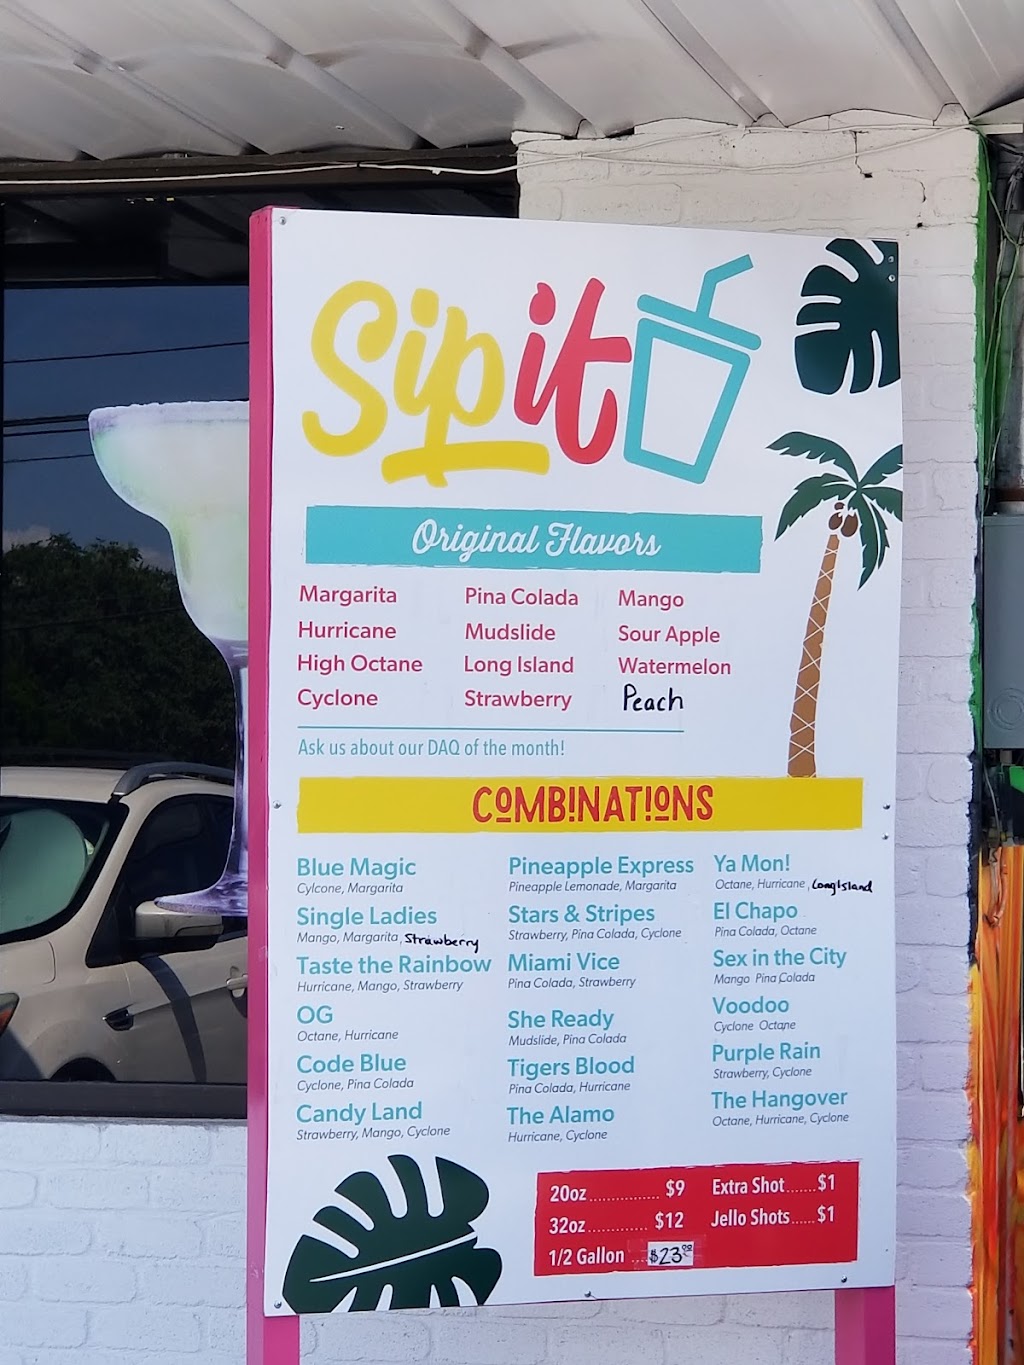 Sip it
Original Flavors
Margarita Pina Colada Mango
Hurricane Mudslide Sour Apple
High Octane Long Island Watermelon
Cyclone Strawberry Peach
Ask us about our DAQ of the month!
COMBINATIONS
Blue Magic
Cylcone, Margarita
Single Ladies
Mango, Margarita, Strawberry
Taste the Rainbow
Hurricane, Mango, Strawberry
OG
Octane, Hurricane
Code Blue
Cyclone, Pina Colada
Candy Land
Strawberry, Mango, Cyclone
Pineapple Express
Pineapple Lemonade, Margarita
Stars & Stripes
Strawberry, Pina Colada, Cyclone
Miami Vice
Pina Colada, Strawberry
She Ready
Mudslide, Pina Colada
Tigers Blood
Pina Colada, Hurricane
The Alamo
Hurricane, Cyclone
Ya Mon!
Octane, Hurricane, Long Island
El Chapo
Pina Colada, Octane
Sex in the City
Mango Pina Colada
Voodoo
Cyclone Octane
Purple Rain
Strawberry, Cyclone
The Hangover
Octane, Hurricane, Cyclone
20oz ............... $9
32oz ............. $12
1/2 Gallon .... $23.00
Extra Shot ....... $1
Jello Shots ...... $1